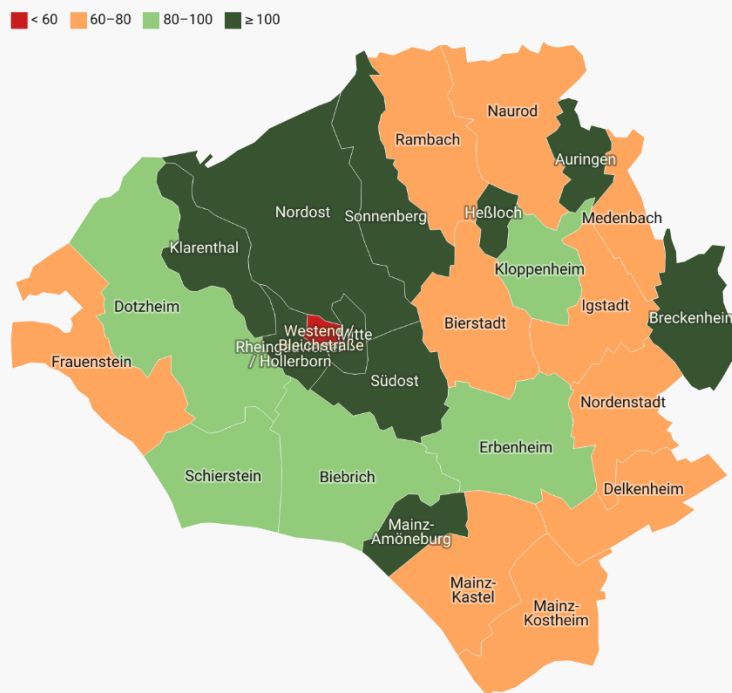 < 60
60–80
80–100
≥ 100
Naurod
Rambach
Auringen
Nordost
Sonnenberg
Heßloch
Medenbach
Klarenthal
Kloppenheim
Dotzheim
Igstadt
Breckenheim
Bierstadt
Westend /
Bleichstraße
Mitte
/ Hollerborn
Frauenstein
Südost
Nordenstadt
Erbenheim
Schierstein
Biebrich
Delkenheim
Mainz-
Amöneburg
Mainz-
Kastel
Mainz-
Kostheim